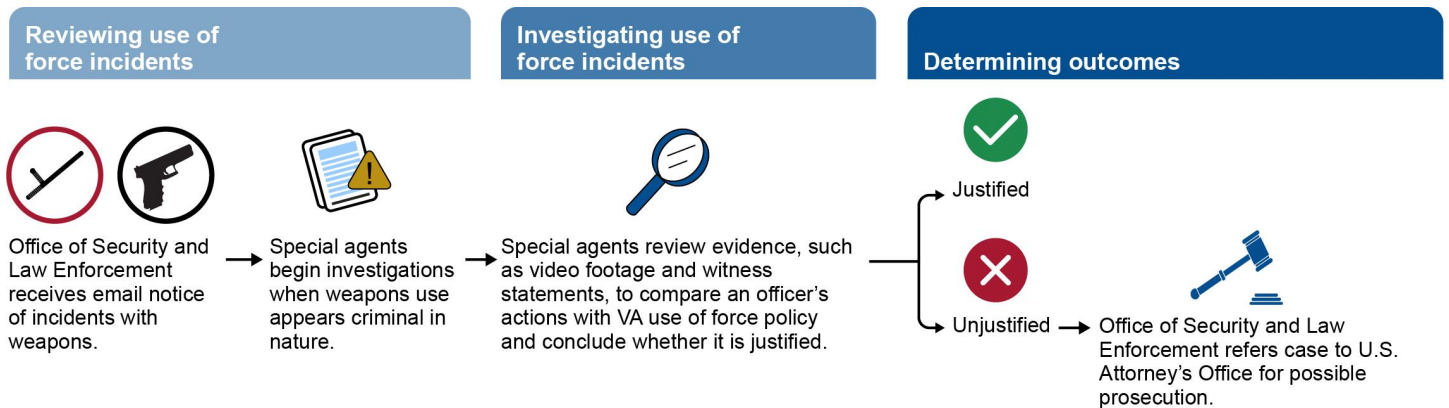 Reviewing use of
force incidents
Investigating use of
force incidents
Determining outcomes
Office of Security and
Law Enforcement
receives email notice
of incidents with
weapons.
Special agents
begin investigations
when weapons use
appears criminal in
nature.
Special agents review evidence, such
as video footage and witness
statements, to compare an officer’s
actions with VA use of force policy
and conclude whether it is justified.
Justified
Unjustified
Office of Security and Law
Enforcement refers case to U.S.
Attorney’s Office for possible
prosecution.